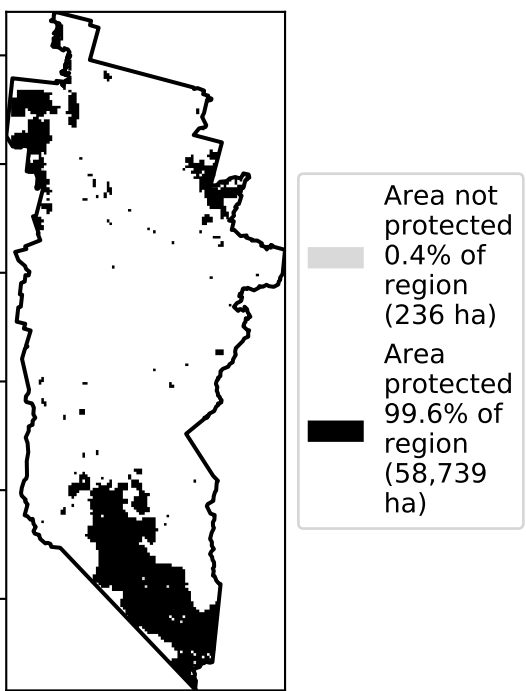 Area not
protected
0.4% of
region
(236 ha)
Area
protected
99.6% of
region
(58,739
ha)